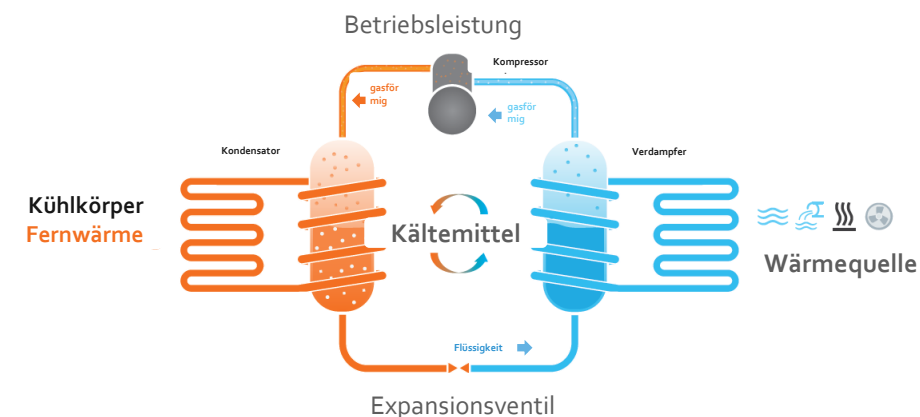 Betriebsleistung
Kompressor
gasför
mig
gasför
mig
Kondensator
Verdampfer
Kühlkörper
Fernwärme
Kältemittel
Wärmequelle
Flüssigkeit
Expansionsventil